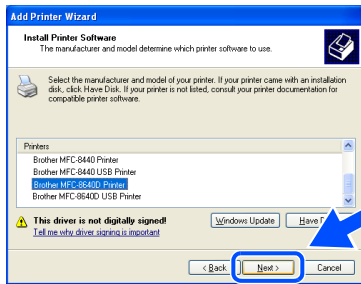 Add Printer Wizard
Install Printer Software
The manufacturer and model determine which printer software to use.
Select the manufacturer and model of your printer. If your printer came with an installation
disk, click Have Disk. If your printer is not listed, consult your printer documentation for
compatible printer software.
Printers
Brother MFC-8440 Printer
Brother MFC-8440 USB Printer
Brother MFC-8640D Printer
Brother MFC-8640D USB Printer
This driver is not digitally signed!
Tell me why driver signing is important
Windows Update
Have
< Back
Next >
Cancel